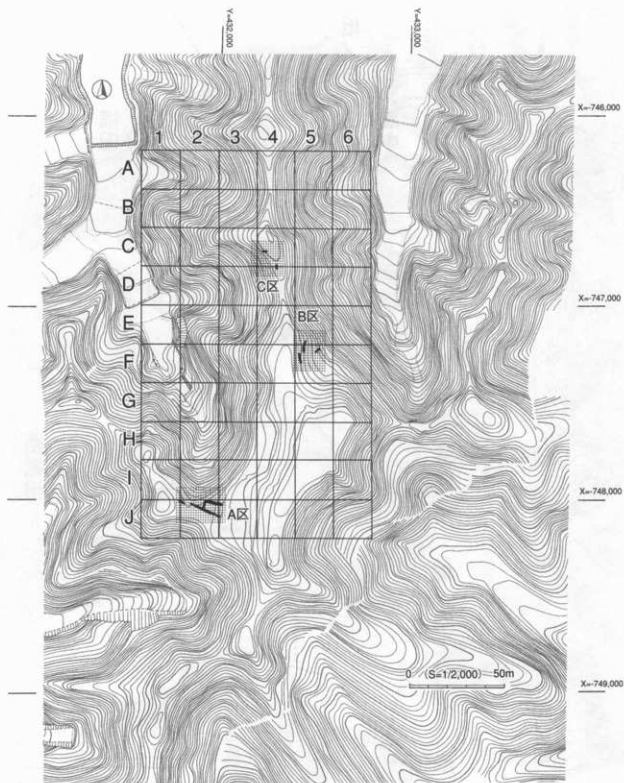 Y=432,000
Y=433,000
X=-746,000
1 2 3 4 5 6
A
B
C
D
C区
X=-747,000
E
B区
F
G
H
I
X=-748,000
J
A区
0 (S=1/2,000) 50m
X=-749,000